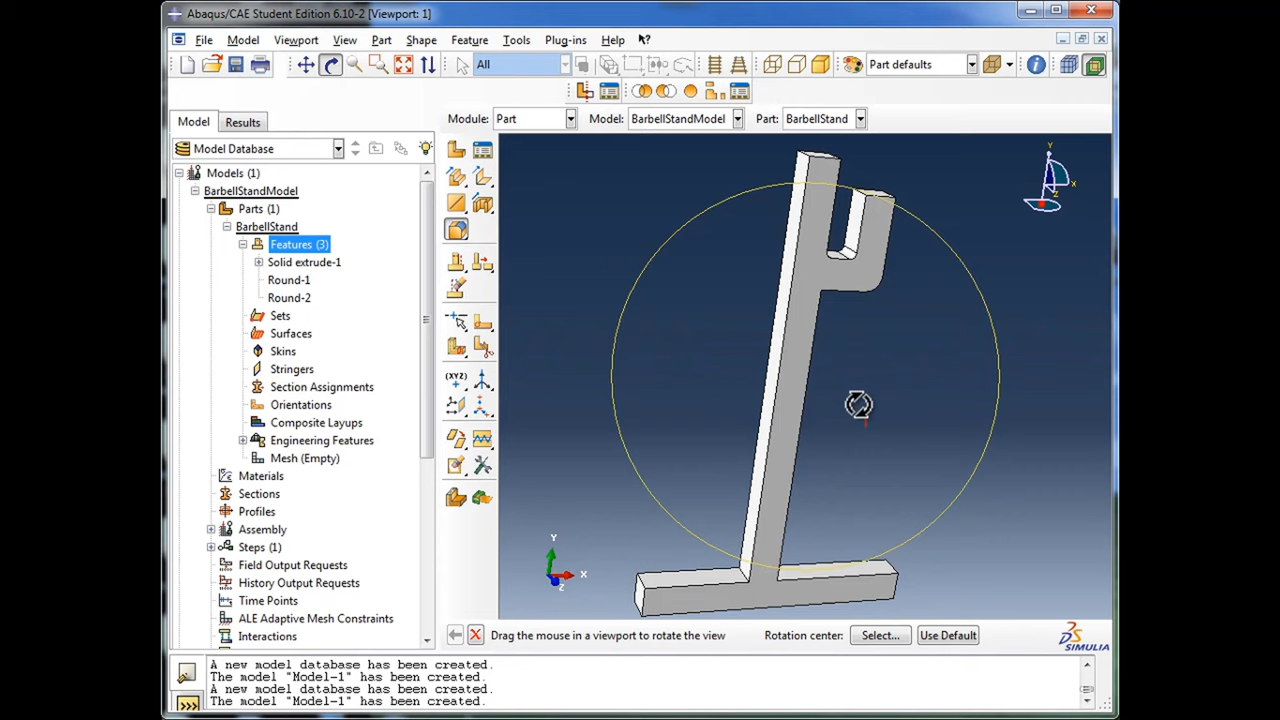 Abaqus/CAE Student Edition 6.10-2 [Viewport: 1]
File Model Viewport View Part Shape Feature Tools Plug-ins Help
All
Part defaults
Model Results
Module: Part Model: BarbellStandModel Part: BarbellStand
Model Database
Models (1)
BarbellStandModel
Parts (1)
BarbellStand
Features (3)
Solid extrude-1
Round-1
Round-2
Sets
Surfaces
Skins
Stringers
Section Assignments
Orientations
Composite Layups
Engineering Features
Mesh (Empty)
Materials
Sections
Profiles
Assembly
Steps (1)
Field Output Requests
History Output Requests
Time Points
ALE Adaptive Mesh Constraints
Interactions
(XYZ)
Y
X
Z
Y
X
Z
Drag the mouse in a viewport to rotate the view Rotation center: Select... Use Default
SIMULIA
A new model database has been created.
The model "Model-1" has been created.
A new model database has been created.
The model "Model-1" has been created.
>>>